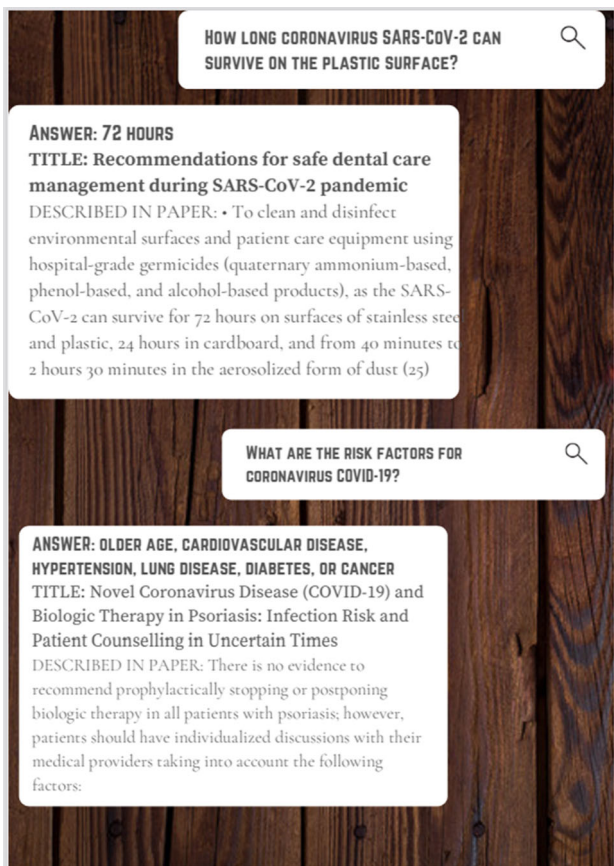 HOW LONG CORONAVIRUS SARS-COV-2 CAN
SURVIVE ON THE PLASTIC SURFACE?
ANSWER: 72 HOURS
TITLE: Recommendations for safe dental care
management during SARS-CoV-2 pandemic
DESCRIBED IN PAPER: • To clean and disinfect
environmental surfaces and patient care equipment using
hospital-grade germicides (quaternary ammonium-based,
phenol-based, and alcohol-based products), as the SARS-
CoV-2 can survive for 72 hours on surfaces of stainless stee
and plastic, 24 hours in cardboard, and from 40 minutes to
2 hours 30 minutes in the aerosolized form of dust (25)
WHAT ARE THE RISK FACTORS FOR
CORONAVIRUS COVID-19?
ANSWER: OLDER AGE, CARDIOVASCULAR DISEASE,
HYPERTENSION, LUNG DISEASE, DIABETES, OR CANCER
TITLE: Novel Coronavirus Disease (COVID-19) and
Biologic Therapy in Psoriasis: Infection Risk and
Patient Counselling in Uncertain Times
DESCRIBED IN PAPER: There is no evidence to
recommend prophylactically stopping or postponing
biologic therapy in all patients with psoriasis; however,
patients should have individualized discussions with their
medical providers taking into account the following
factors: